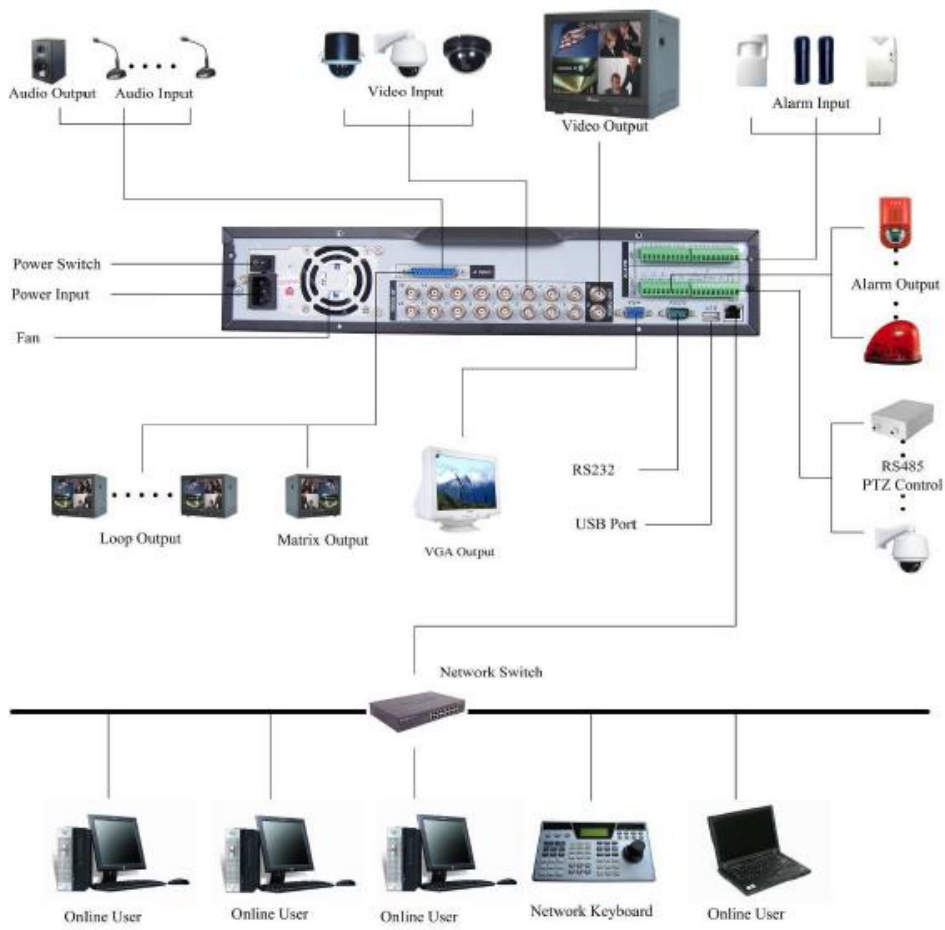 Audio Output
Audio Input
Video Input
Video Output
Alarm Input
Power Switch
Power Input
Fan
Alarm Output
RS232
RS485
PTZ Control
USB Port
Loop Output
Matrix Output
VGA Output
Network Switch
Online User
Online User
Online User
Network Keyboard
Online User